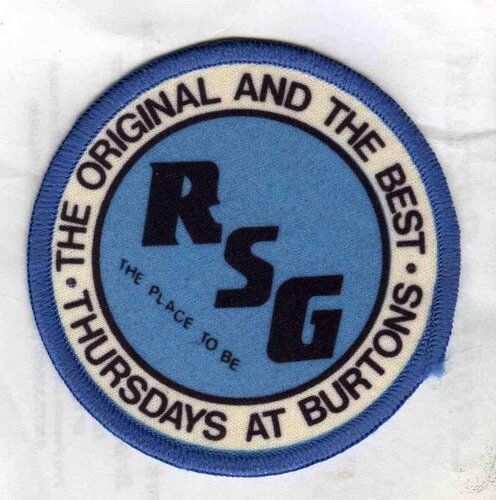 THE ORIGINAL AND THE BEST
RSG
THE PLACE TO BE
THURSDAYS AT BURTONS